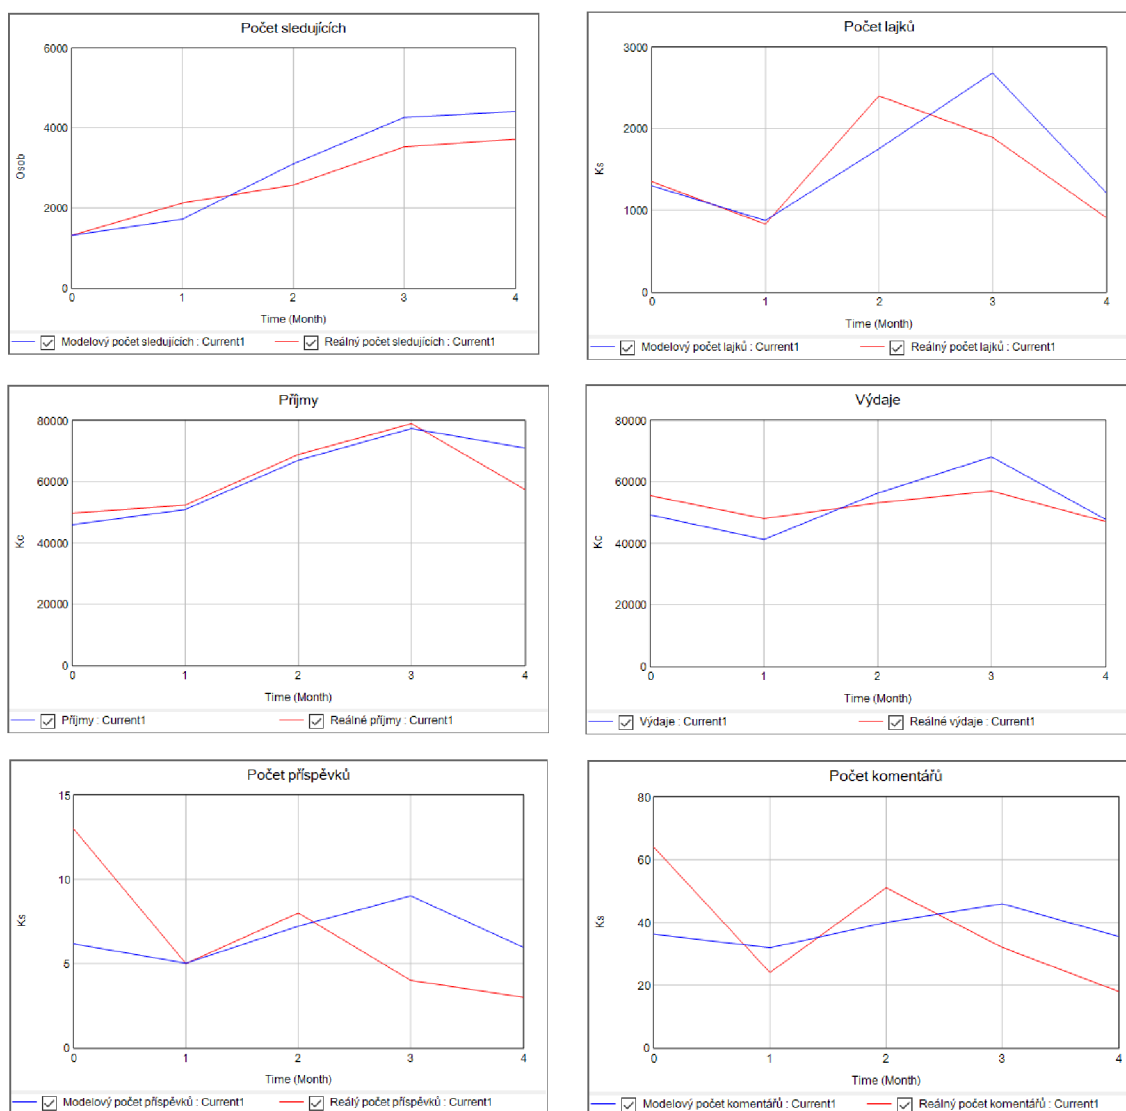 Počet sledujících
6000
4000
2000
0
Osob
0 1 2 3 4
Time (Month)
Modelový počet sledujících : Current1 Reálný počet sledujících : Current1
Počet lajků
3000
2000
1000
0
Ks
0 1 2 3 4
Time (Month)
Modelový počet lajků : Current1 Reálný počet lajků : Current1
Příjmy
80000
60000
40000
20000
0
Kc
0 1 2 3 4
Time (Month)
Příjmy : Current1 Reálné příjmy : Current1
Výdaje
80000
60000
40000
20000
0
Kc
0 1 2 3 4
Time (Month)
Výdaje : Current1 Reálné výdaje : Current1
Počet příspěvků
15
10
5
0
Ks
0 1 2 3 4
Time (Month)
Modelový počet příspěvků : Current1 Reálý počet příspěvků : Current1
Počet komentářů
80
60
40
20
0
Ks
0 1 2 3 4
Time (Month)
Modelový počet komentářů : Current1 Reálný počet komentářů : Current1